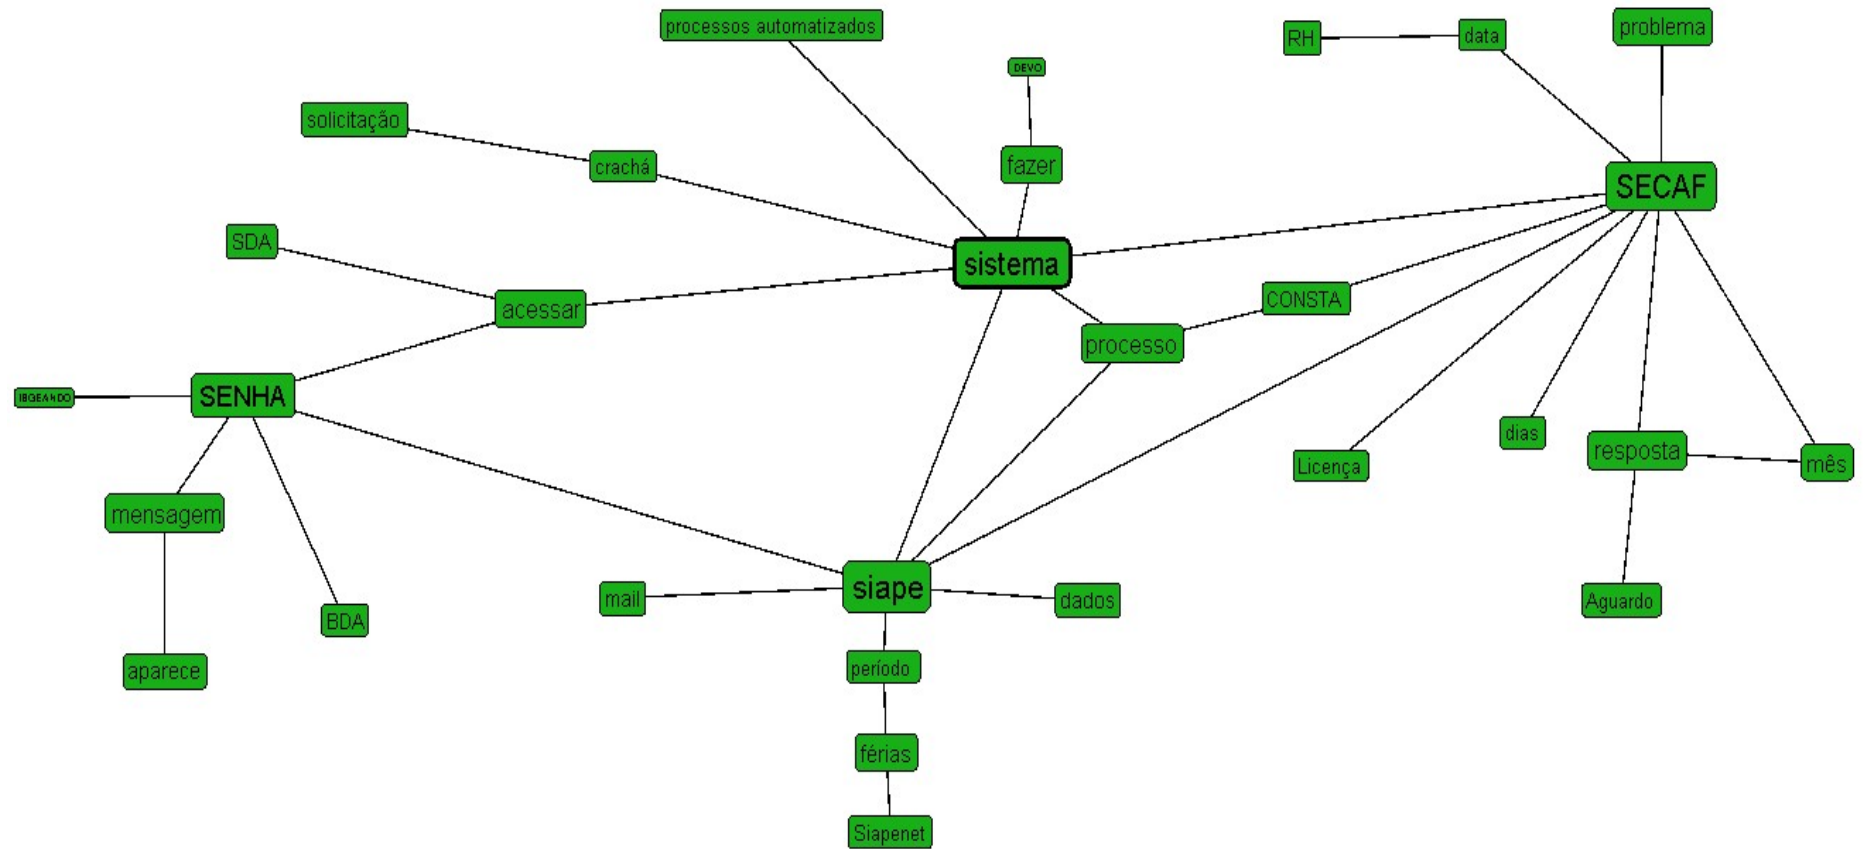 processos automatizados
RH
data
problema
DEVO
solicitação
crachá
fazer
SECAF
SDA
sistema
acessar
CONSTA
processo
IBGEANDO
SENHA
dias
resposta
mês
Licença
mensagem
siape
mail
dados
Aguardo
BDA
aparece
período
férias
Siapenet